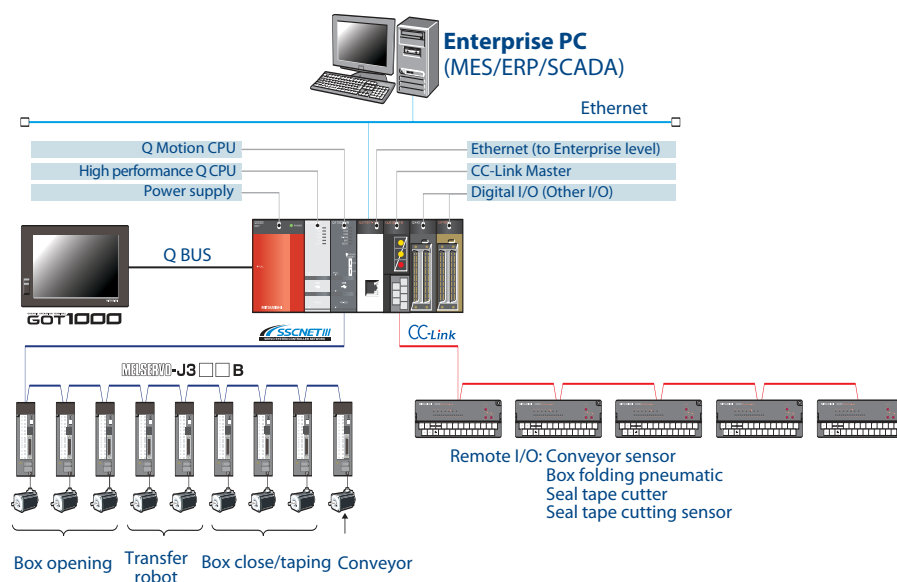 Enterprise PC
(MES/ERP/SCADA)
Ethernet
Q Motion CPU
High performance Q CPU
Power supply
Ethernet (to Enterprise level)
CC-Link Master
Digital I/O (Other I/O)
Q BUS
GOT1000
SSCNETIII
CC-Link
MELSERVO-J3□□B
Remote I/O: Conveyor sensor
Box folding pneumatic
Seal tape cutter
Seal tape cutting sensor
Box opening
Transfer
robot
Box close/taping
Conveyor